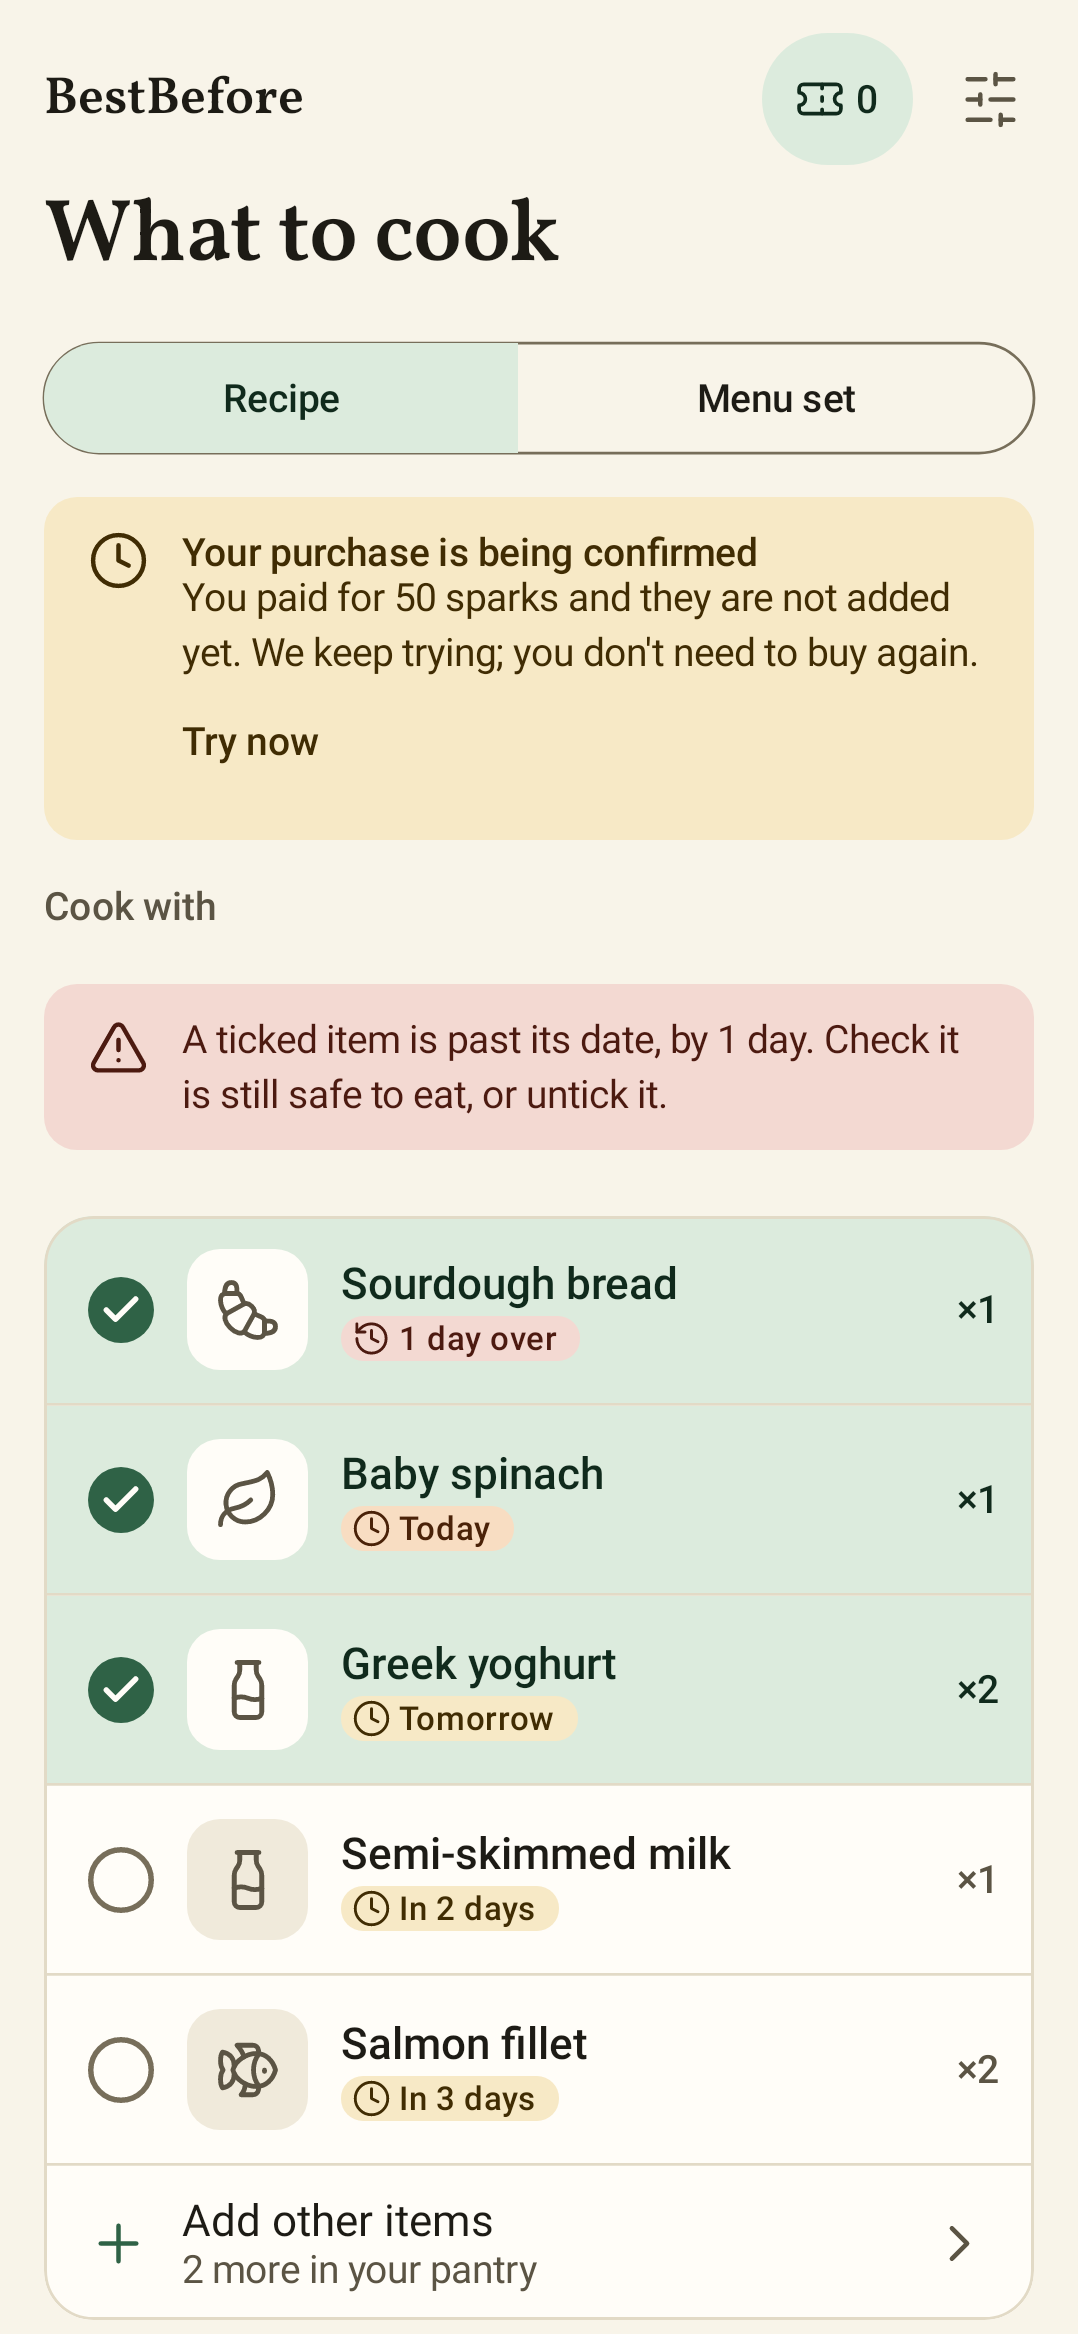 BestBefore
0
What to cook
Recipe
Menu set
Your purchase is being confirmed
You paid for 50 sparks and they are not added
yet. We keep trying; you don't need to buy again.
Try now
Cook with
A ticked item is past its date, by 1 day. Check it
is still safe to eat, or untick it.
Sourdough bread
1 day over
×1
Baby spinach
Today
×1
Greek yoghurt
Tomorrow
×2
Semi-skimmed milk
In 2 days
×1
Salmon fillet
In 3 days
×2
Add other items
2 more in your pantry